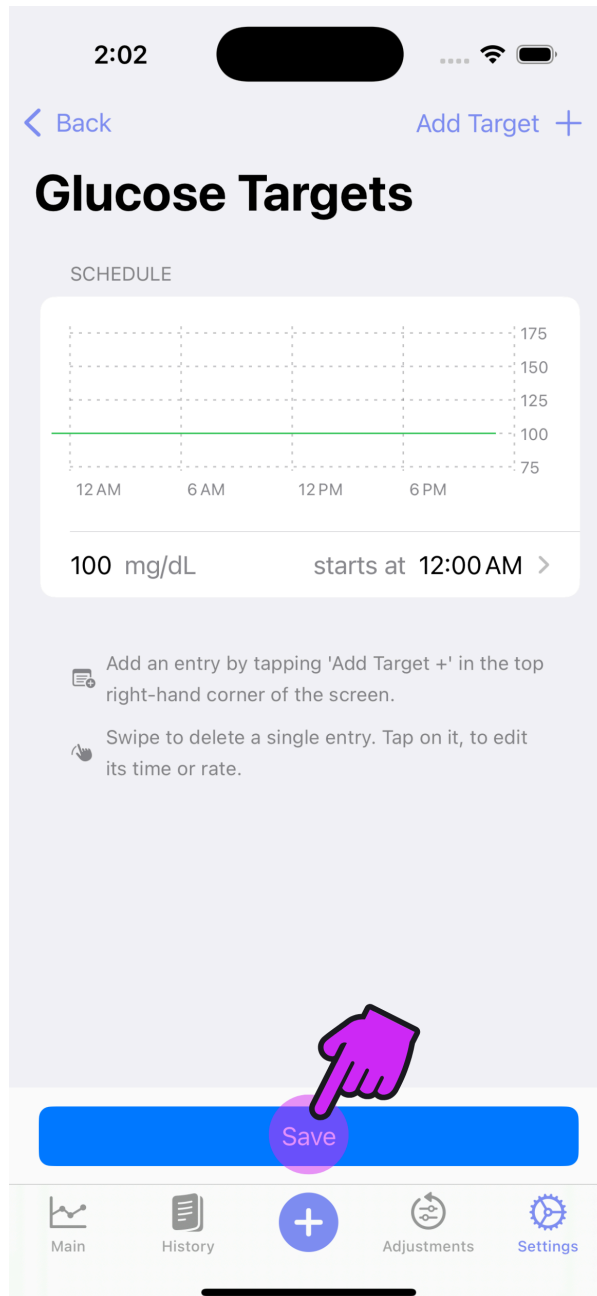 2:02
Back
Add Target +
Glucose Targets
SCHEDULE
175
150
125
100
75
12 AM 6 AM 12 PM 6 PM
100 mg/dL starts at 12:00 AM
Add an entry by tapping 'Add Target +' in the top
right-hand corner of the screen.
Swipe to delete a single entry. Tap on it, to edit
its time or rate.
Save
Main History Adjustments Settings